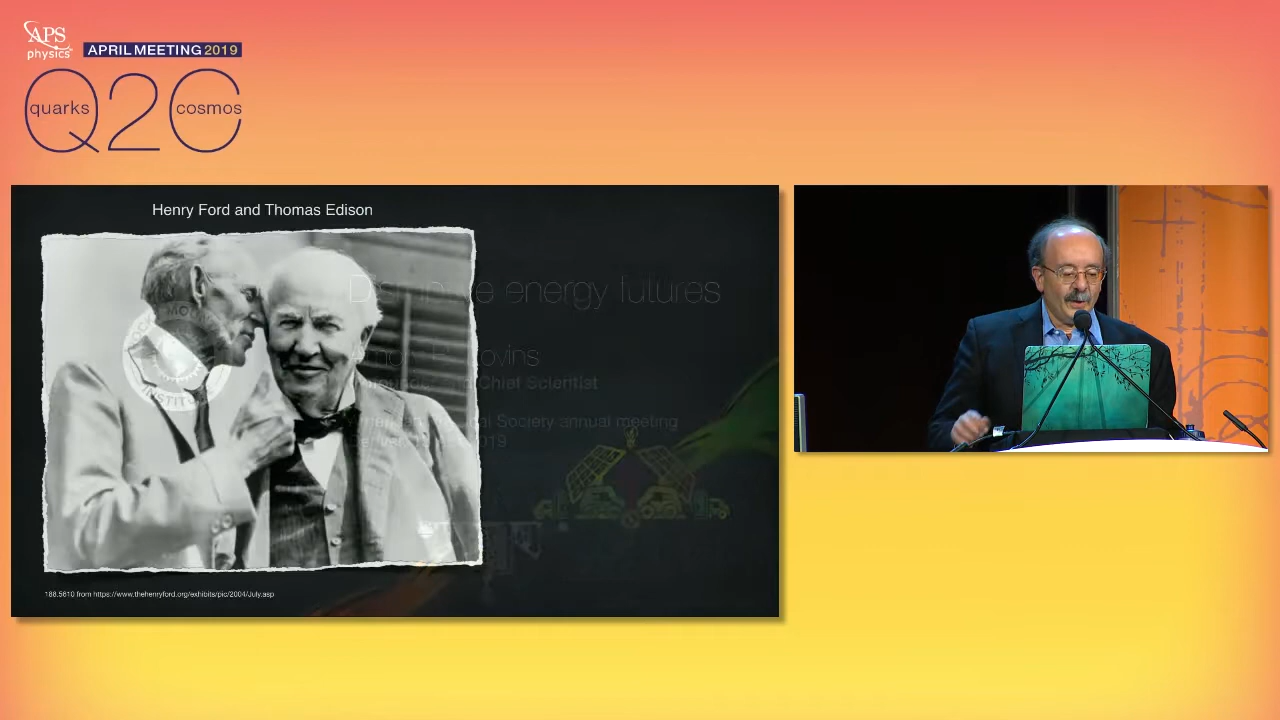 APS
physics
APRIL MEETING 2019
Q2C
quarks
cosmos
Henry Ford and Thomas Edison
energy futures
Chief Scientist
Society annual meeting
2019
188.5610 from https://www.thehenryford.org/exhibits/pic/2004/July.asp